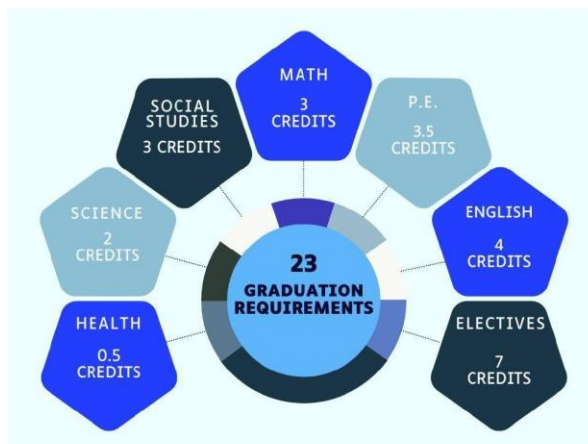 MATH
3
CREDITS
SOCIAL
STUDIES
3 CREDITS
P.E.
3.5
CREDITS
SCIENCE
2
CREDITS
ENGLISH
4
CREDITS
23
GRADUATION
REQUIREMENTS
HEALTH
0.5
CREDITS
ELECTIVES
7
CREDITS